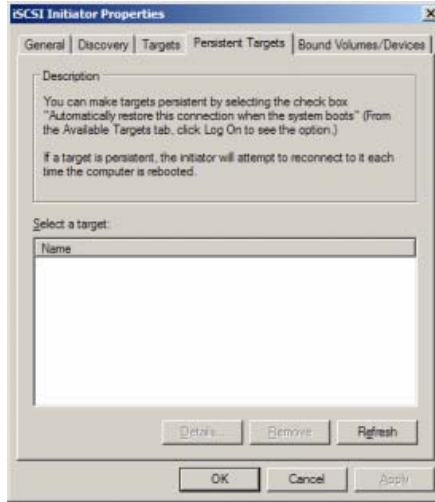 iSCSI Initiator Properties
General Discovery Targets Persistent Targets Bound Volumes/Devices
Description
You can make targets persistent by selecting the check box
"Automatically restore this connection when the system boots" (From
the Available Targets tab, click Log On to see the option.)
If a target is persistent, the initiator will attempt to reconnect to it each
time the computer is rebooted.
Select a target:
Name
Details... Remove Refresh
OK Cancel Apply